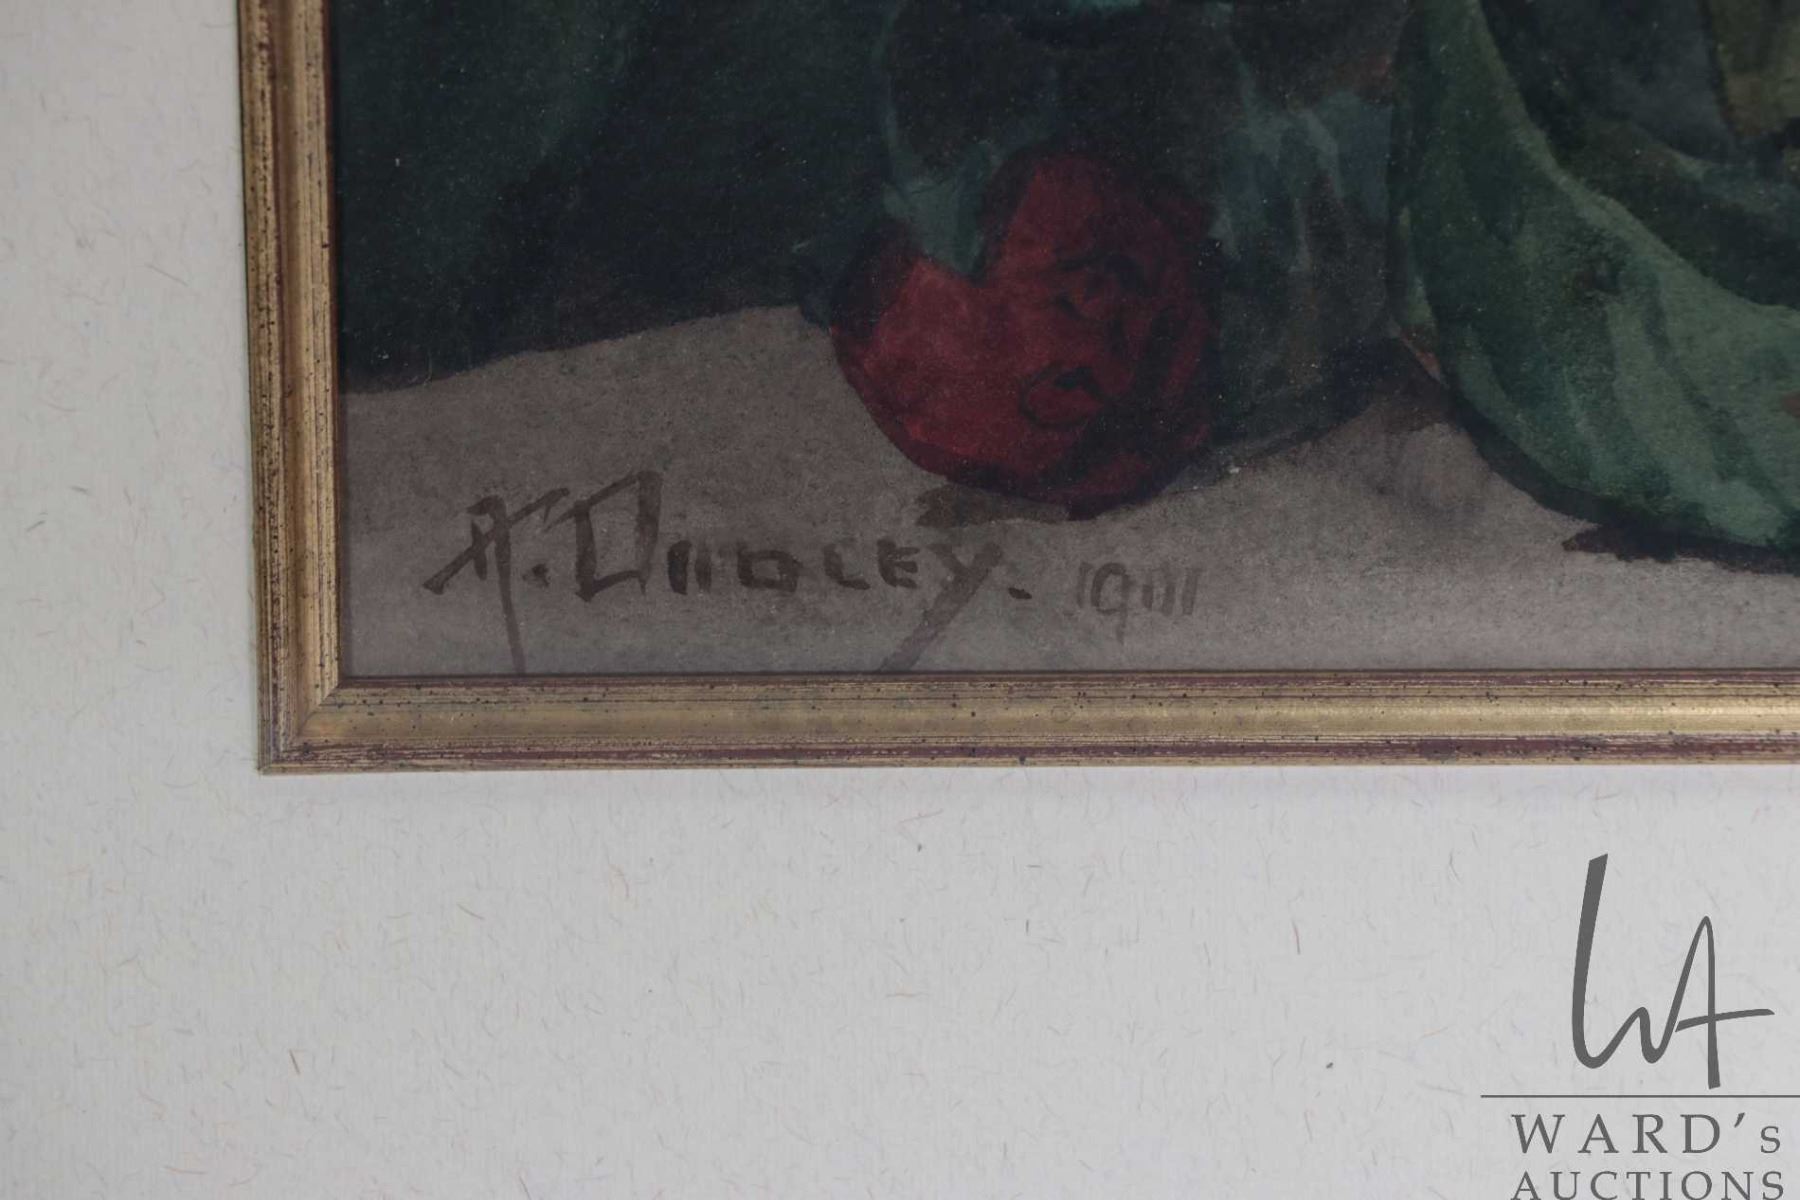 A. DUDLEY. 1901
WARD's
AUCTIONS